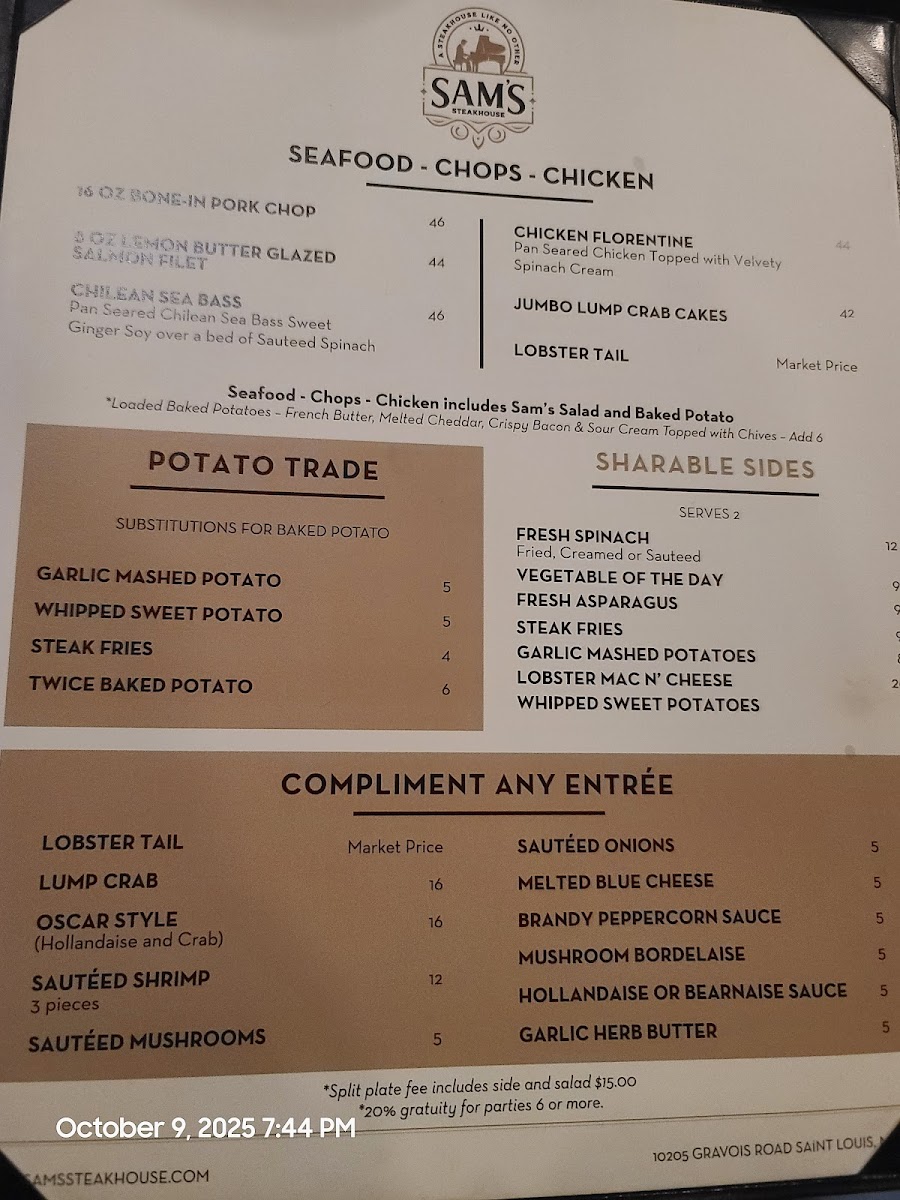 A STEAKHOUSE LIKE NO OTHER
SAM'S
STEAKHOUSE
SEAFOOD - CHOPS - CHICKEN
16 OZ BONE-IN PORK CHOP 46
8 OZ LEMON BUTTER GLAZED
SALMON FILET 44
CHILEAN SEA BASS 46
Pan Seared Chilean Sea Bass Sweet
Ginger Soy over a bed of Sauteed Spinach
CHICKEN FLORENTINE 44
Pan Seared Chicken Topped with Velvety
Spinach Cream
JUMBO LUMP CRAB CAKES 42
LOBSTER TAIL Market Price
Seafood - Chops - Chicken includes Sam's Salad and Baked Potato
*Loaded Baked Potatoes – French Butter, Melted Cheddar, Crispy Bacon & Sour Cream Topped with Chives – Add 6
POTATO TRADE
SUBSTITUTIONS FOR BAKED POTATO
GARLIC MASHED POTATO 5
WHIPPED SWEET POTATO 5
STEAK FRIES 4
TWICE BAKED POTATO 6
SHARABLE SIDES
SERVES 2
FRESH SPINACH 12
Fried, Creamed or Sauteed
VEGETABLE OF THE DAY 9
FRESH ASPARAGUS
STEAK FRIES
GARLIC MASHED POTATOES
LOBSTER MAC N' CHEESE
WHIPPED SWEET POTATOES
COMPLIMENT ANY ENTRÉE
LOBSTER TAIL Market Price
LUMP CRAB 16
OSCAR STYLE 16
(Hollandaise and Crab)
SAUTÉED SHRIMP 12
3 pieces
SAUTÉED MUSHROOMS 5
SAUTÉED ONIONS 5
MELTED BLUE CHEESE 5
BRANDY PEPPERCORN SAUCE 5
MUSHROOM BORDELAISE 5
HOLLANDAISE OR BEARNAISE SAUCE 5
GARLIC HERB BUTTER 5
*Split plate fee includes side and salad $15.00
*20% gratuity for parties 6 or more.
October 9, 2025 7:44 PM
SAMSSTEAKHOUSE.COM
10205 GRAVOIS ROAD SAINT LOUIS,